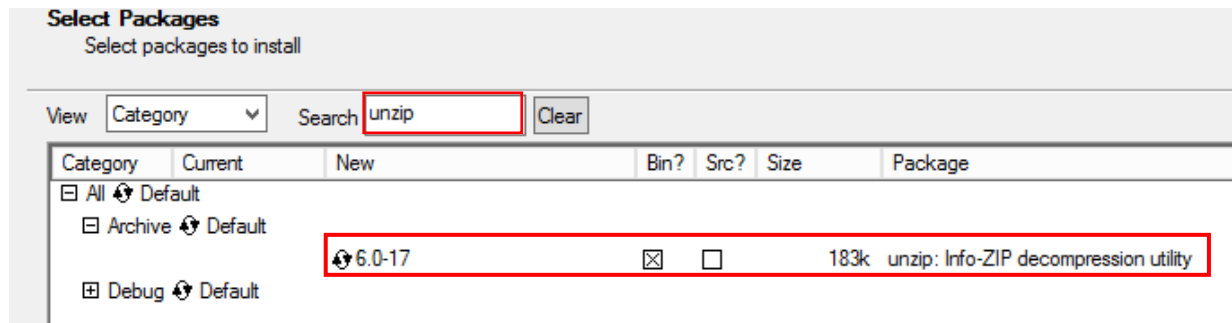 Select Packages
Select packages to install
View Category Search unzip Clear
Category Current New Bin? Src? Size Package
All Default
Archive Default
6.0-17 183k unzip: Info-ZIP decompression utility
Debug Default